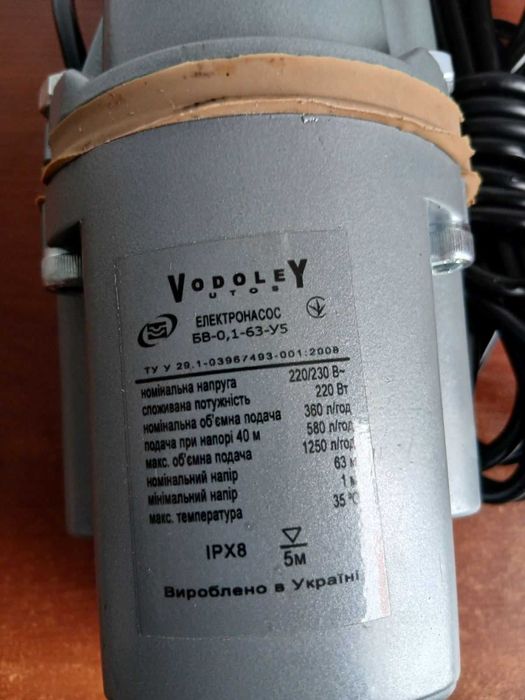 VODOLEY
UTOS
ЕЛЕКТРОНАСОС
БВ-0,1-63-У5
ТУ У 29.1-03967493-001:2008
номінальна напруга 220/230 В~
споживана потужність 220 Вт
номінальна об'ємна подача 360 л/год
подача при напорі 40 м 580 л/год
макс. об'ємна подача 1250 л/год
номінальний напір 63 м
мінімальний напір 1 м
макс. температура 35 °С
IPX8
5м
Вироблено в Україні